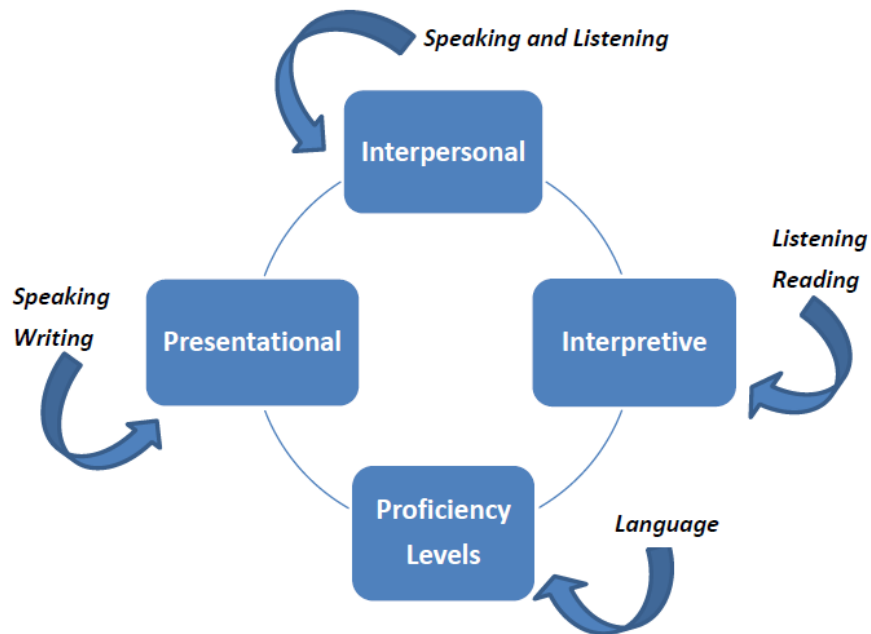 Speaking and Listening
Interpersonal
Listening
Reading
Interpretive
Speaking
Writing
Presentational
Proficiency
Levels
Language